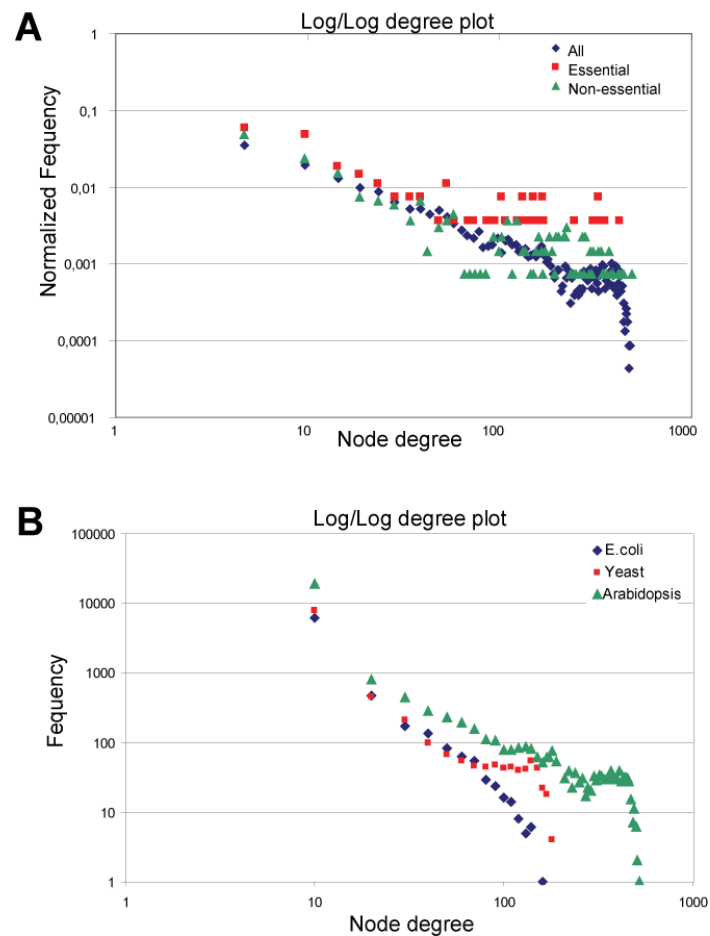 A
Log/Log degree plot
1
0,1
0,01
0,001
0,0001
0,00001
Normalized Fequency
All
Essential
Non-essential
1
10
100
1000
Node degree
B
Log/Log degree plot
100000
10000
1000
100
10
1
Fequency
E.coli
Yeast
Arabidopsis
1
10
100
1000
Node degree